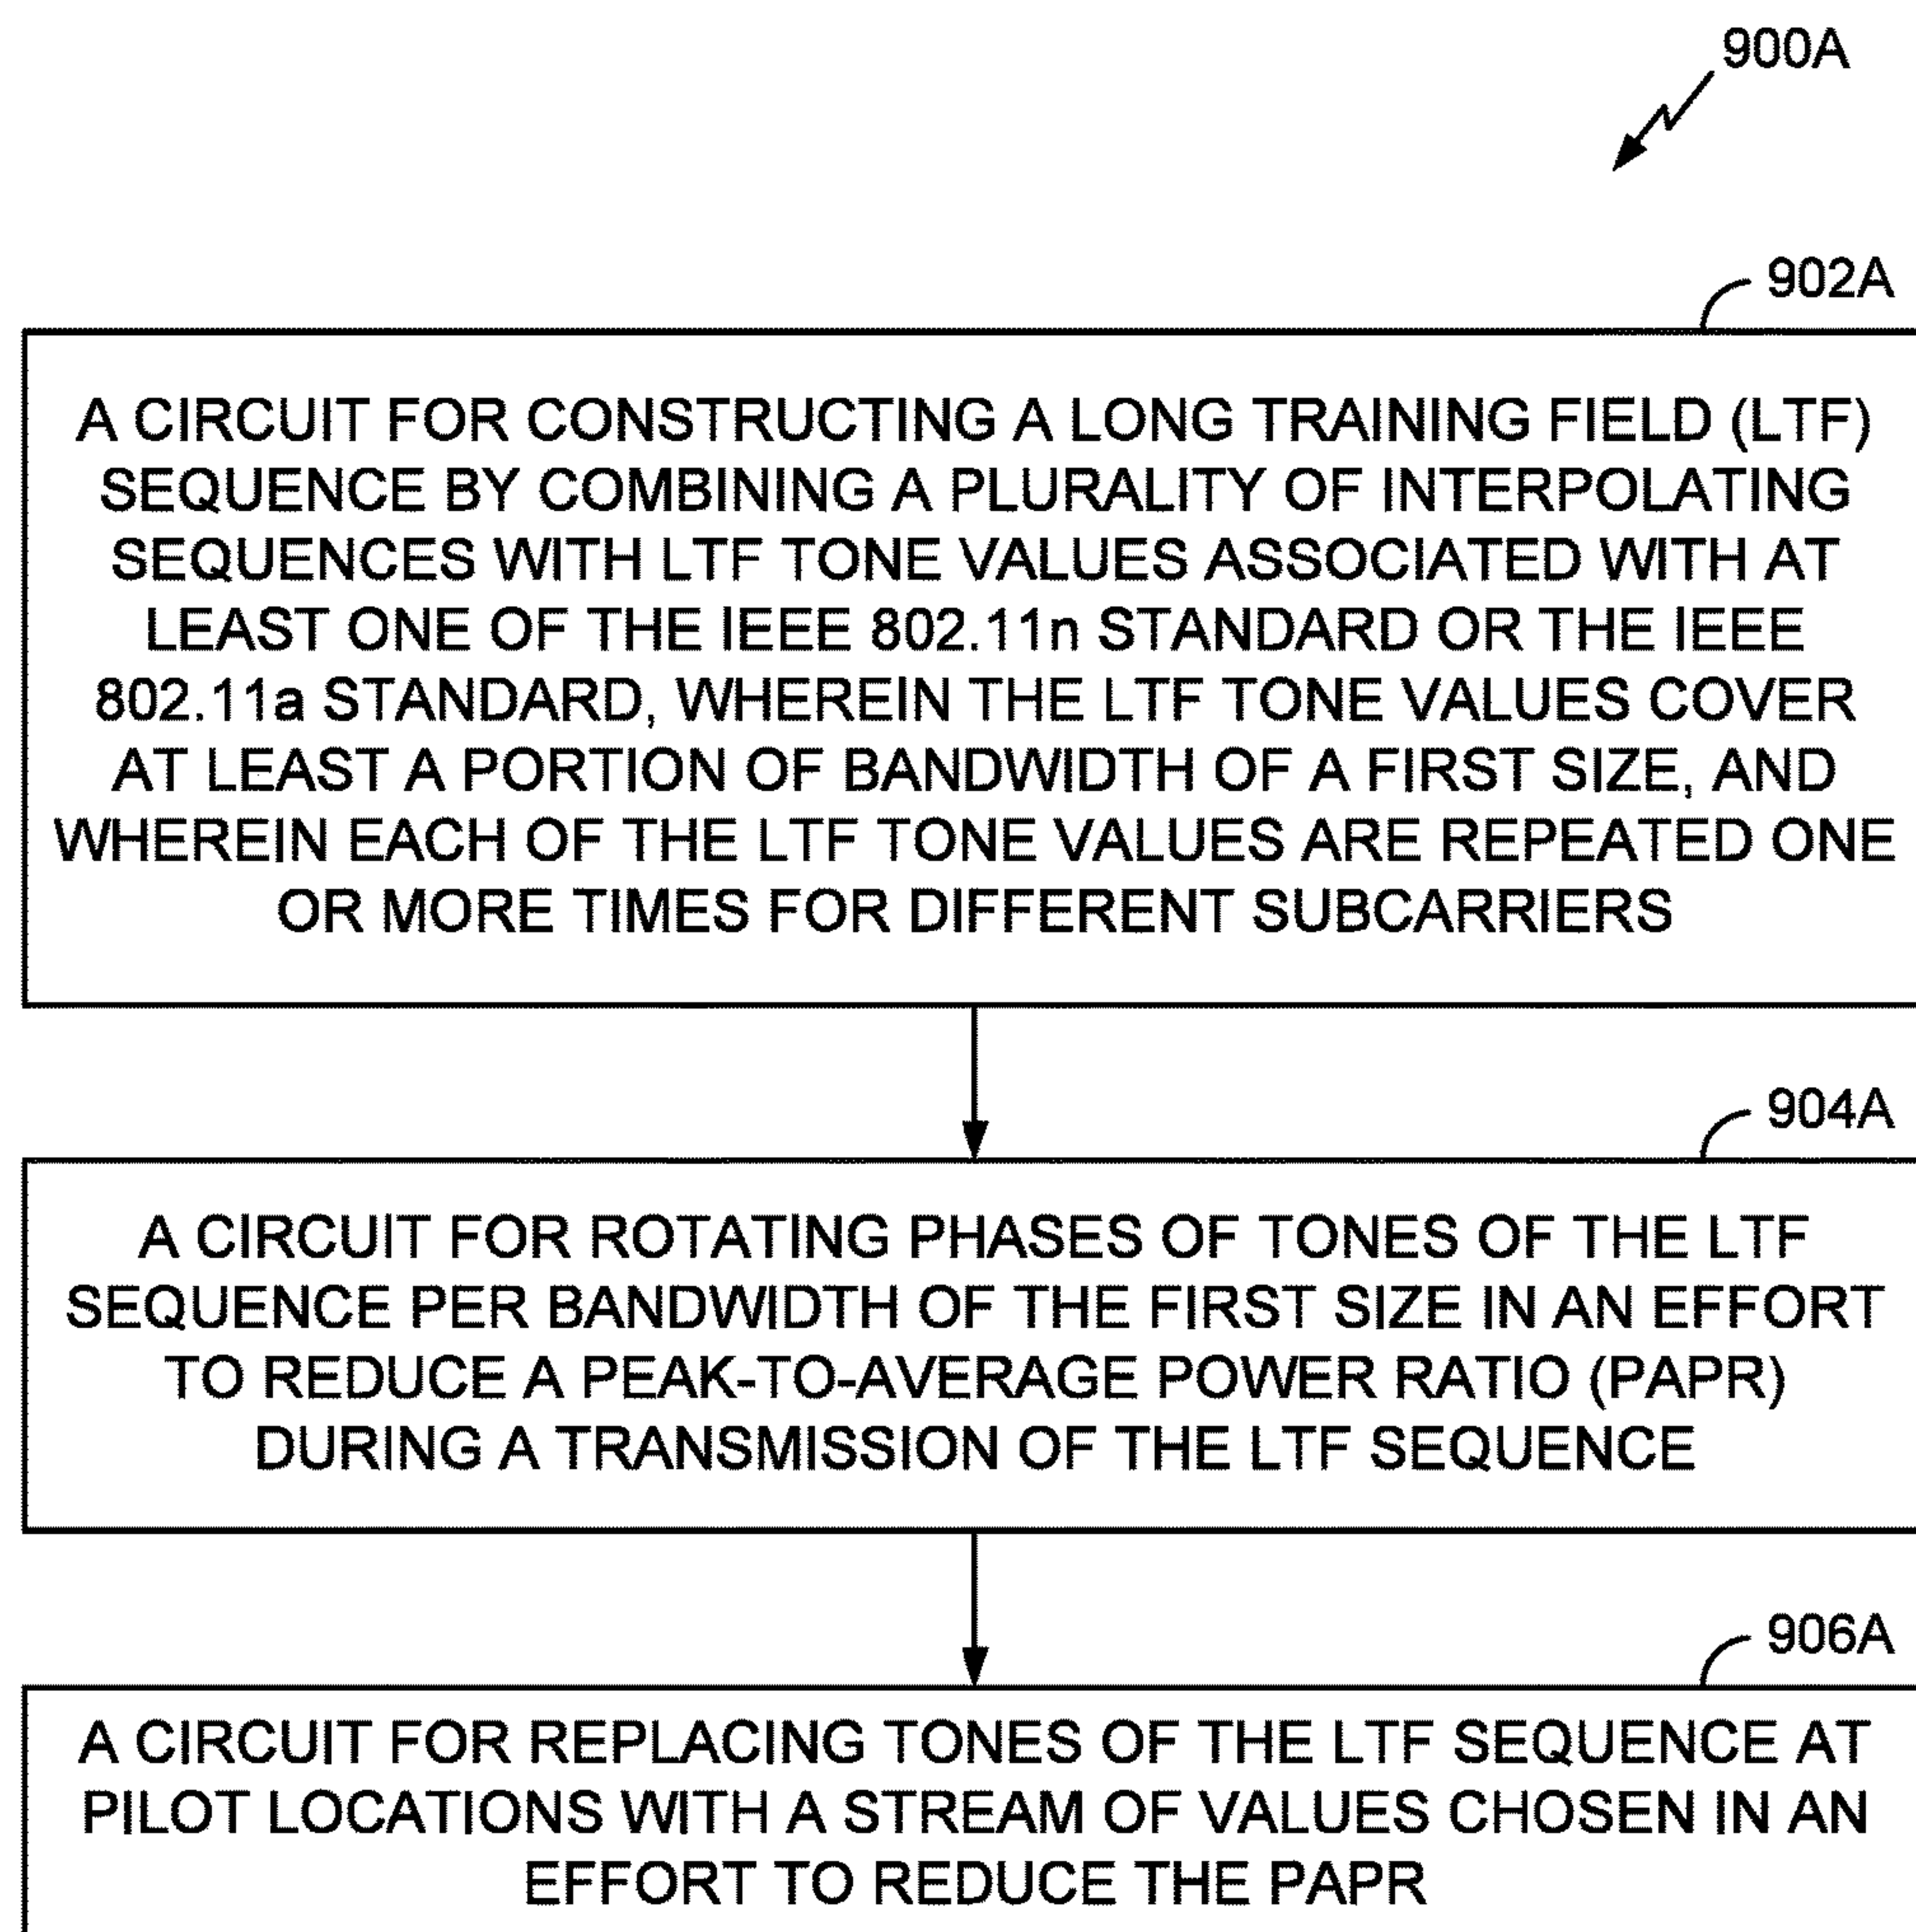 900A
902A
A CIRCUIT FOR CONSTRUCTING A LONG TRAINING FIELD (LTF)
SEQUENCE BY COMBINING A PLURALITY OF INTERPOLATING
SEQUENCES WITH LTF TONE VALUES ASSOCIATED WITH AT
LEAST ONE OF THE IEEE 802.11n STANDARD OR THE IEEE
802.11a STANDARD, WHEREIN THE LTF TONE VALUES COVER
AT LEAST A PORTION OF BANDWIDTH OF A FIRST SIZE, AND
WHEREIN EACH OF THE LTF TONE VALUES ARE REPEATED ONE
OR MORE TIMES FOR DIFFERENT SUBCARRIERS
904A
A CIRCUIT FOR ROTATING PHASES OF TONES OF THE LTF
SEQUENCE PER BANDWIDTH OF THE FIRST SIZE IN AN EFFORT
TO REDUCE A PEAK-TO-AVERAGE POWER RATIO (PAPR)
DURING A TRANSMISSION OF THE LTF SEQUENCE
906A
A CIRCUIT FOR REPLACING TONES OF THE LTF SEQUENCE AT
PILOT LOCATIONS WITH A STREAM OF VALUES CHOSEN IN AN
EFFORT TO REDUCE THE PAPR